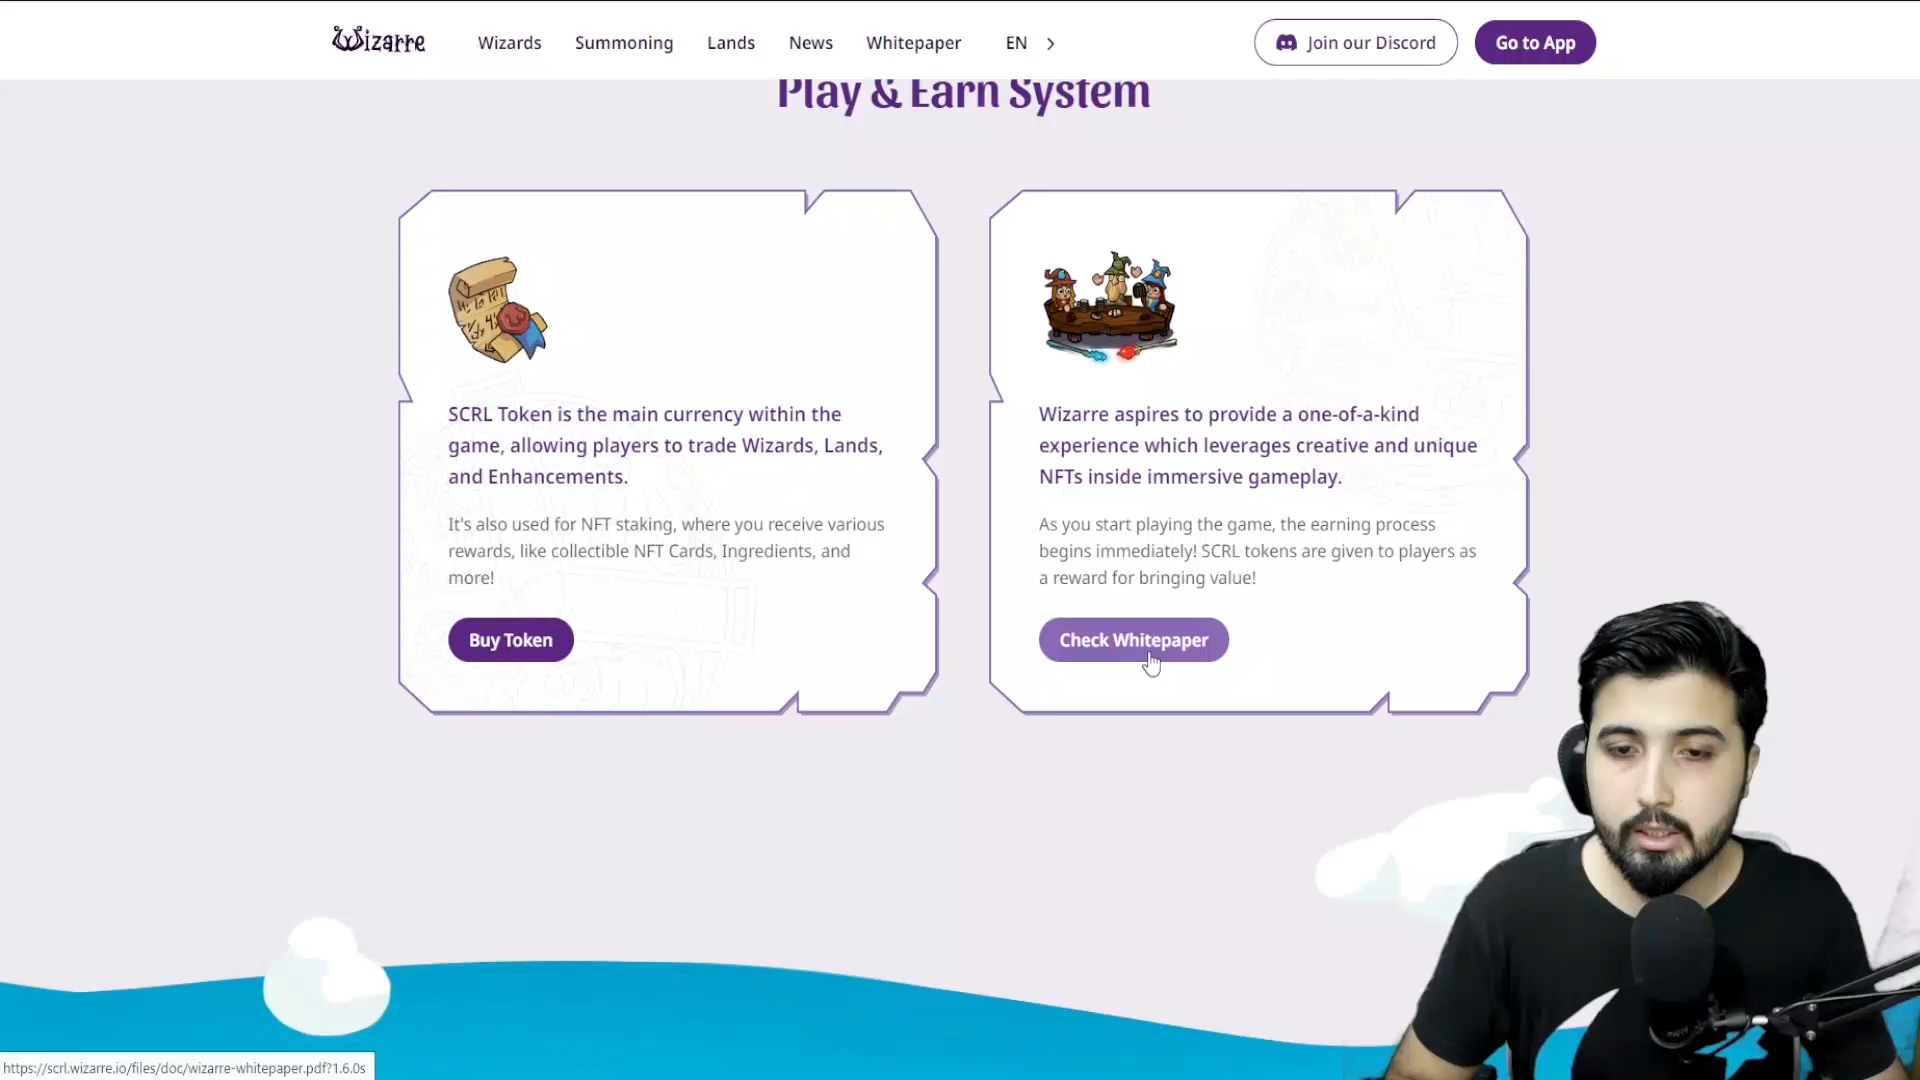 Wizarre
Wizards
Summoning
Lands
News
Whitepaper
EN
Join our Discord
Go to App
Play & Earn System
SCRL Token is the main currency within the
game, allowing players to trade Wizards, Lands,
and Enhancements.
It's also used for NFT staking, where you receive various
rewards, like collectible NFT Cards, Ingredients, and
more!
Buy Token
Wizarre aspires to provide a one-of-a-kind
experience which leverages creative and unique
NFTs inside immersive gameplay.
As you start playing the game, the earning process
begins immediately! SCRL tokens are given to players as
a reward for bringing value!
Check Whitepaper
https://scrl.wizarre.io/files/doc/wizarre-whitepaper.pdf?1.6.0s